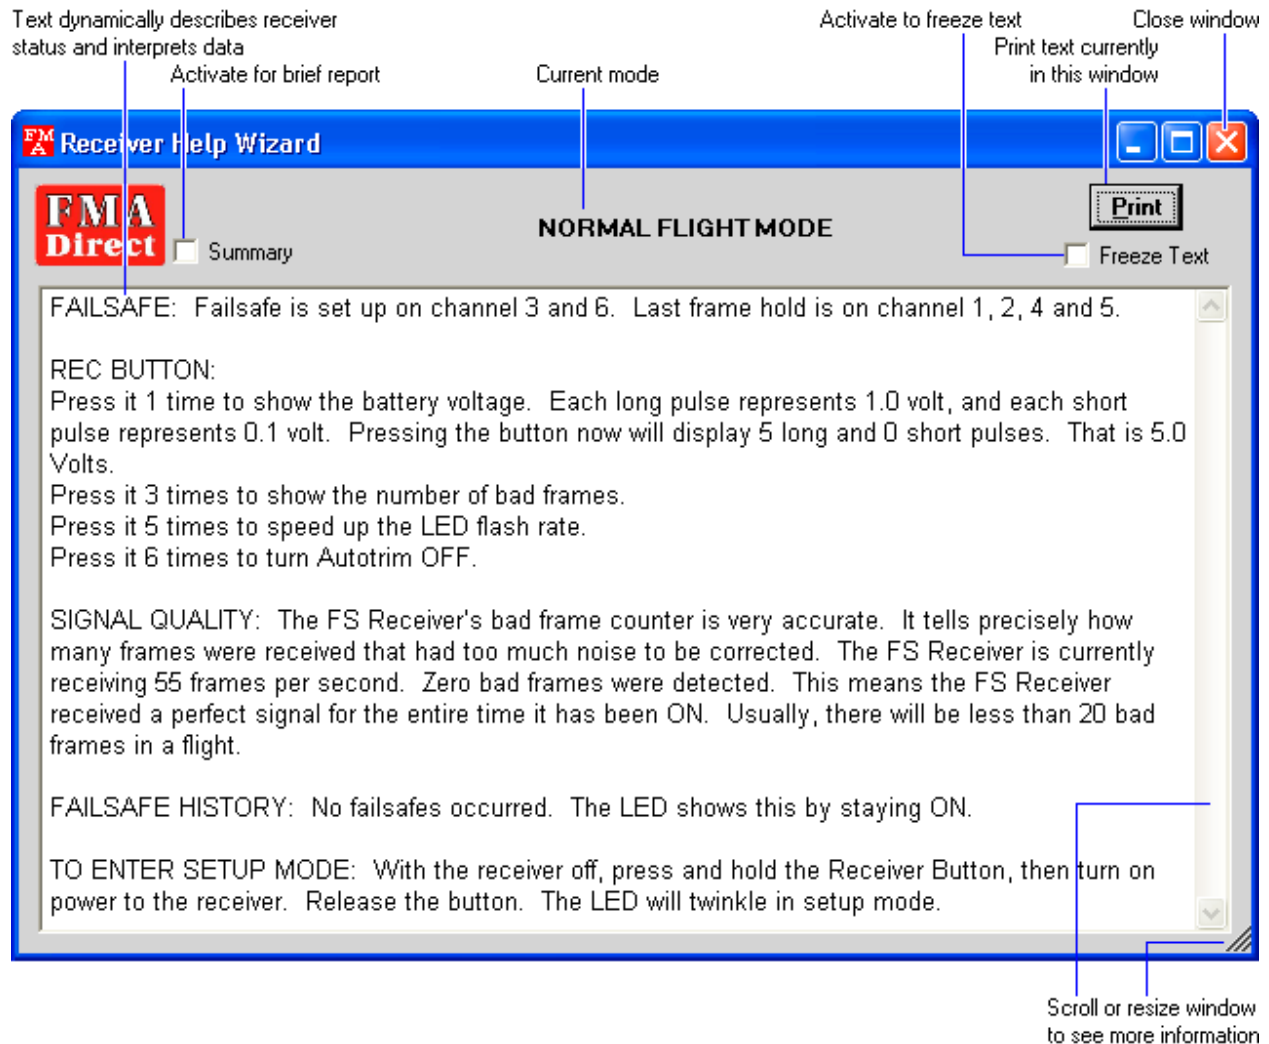 Text dynamically describes receiver
status and interprets data
Activate for brief report
Current mode
Activate to freeze text
Print text currently
in this window
Close window
FMA Receiver Help Wizard
FMA
Direct
Summary
NORMAL FLIGHT MODE
Print
Freeze Text
FAILSAFE: Failsafe is set up on channel 3 and 6. Last frame hold is on channel 1, 2, 4 and 5.
REC BUTTON:
Press it 1 time to show the battery voltage. Each long pulse represents 1.0 volt, and each short
pulse represents 0.1 volt. Pressing the button now will display 5 long and 0 short pulses. That is 5.0
Volts.
Press it 3 times to show the number of bad frames.
Press it 5 times to speed up the LED flash rate.
Press it 6 times to turn Autotrim OFF.
SIGNAL QUALITY: The FS Receiver's bad frame counter is very accurate. It tells precisely how
many frames were received that had too much noise to be corrected. The FS Receiver is currently
receiving 55 frames per second. Zero bad frames were detected. This means the FS Receiver
received a perfect signal for the entire time it has been ON. Usually, there will be less than 20 bad
frames in a flight.
FAILSAFE HISTORY: No failsafes occurred. The LED shows this by staying ON.
TO ENTER SETUP MODE: With the receiver off, press and hold the Receiver Button, then turn on
power to the receiver. Release the button. The LED will twinkle in setup mode.
Scroll or resize window
to see more information